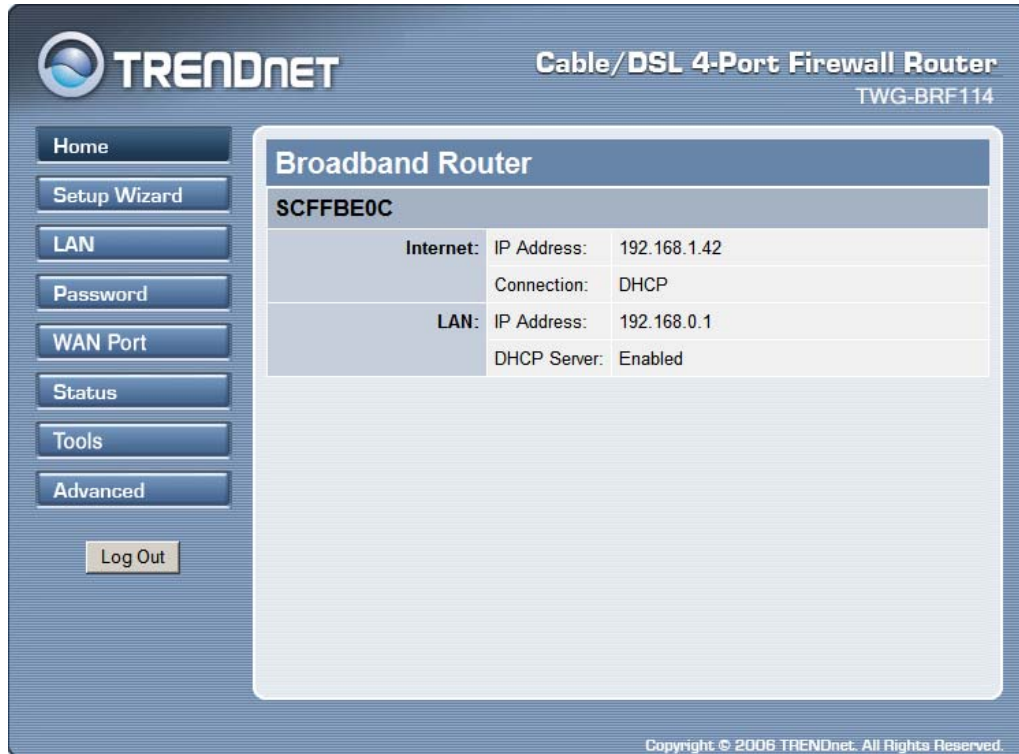 TRENDNET
Cable/DSL 4-Port Firewall Router
TWG-BRF114
Home
Setup Wizard
LAN
Password
WAN Port
Status
Tools
Advanced
Log Out
Broadband Router
SCFFBE0C
Internet: IP Address: 192.168.1.42
Connection: DHCP
LAN: IP Address: 192.168.0.1
DHCP Server: Enabled
Copyright © 2006 TRENDnet. All Rights Reserved.